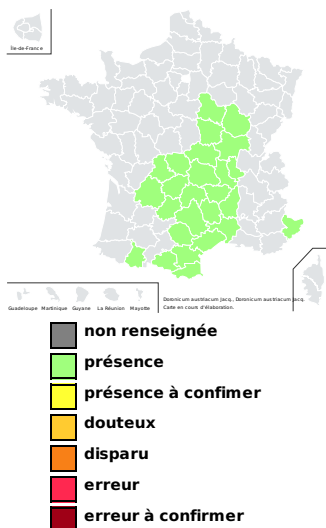 Île-de-France
Guadeloupe Martinique Guyane La Réunion Mayotte
Doronicum austriacum Jacq., Doronicum austriacum Jacq.
Carte en cours d'élaboration.
non renseignée
présence
présence à confimer
douteux
disparu
erreur
erreur à confirmer